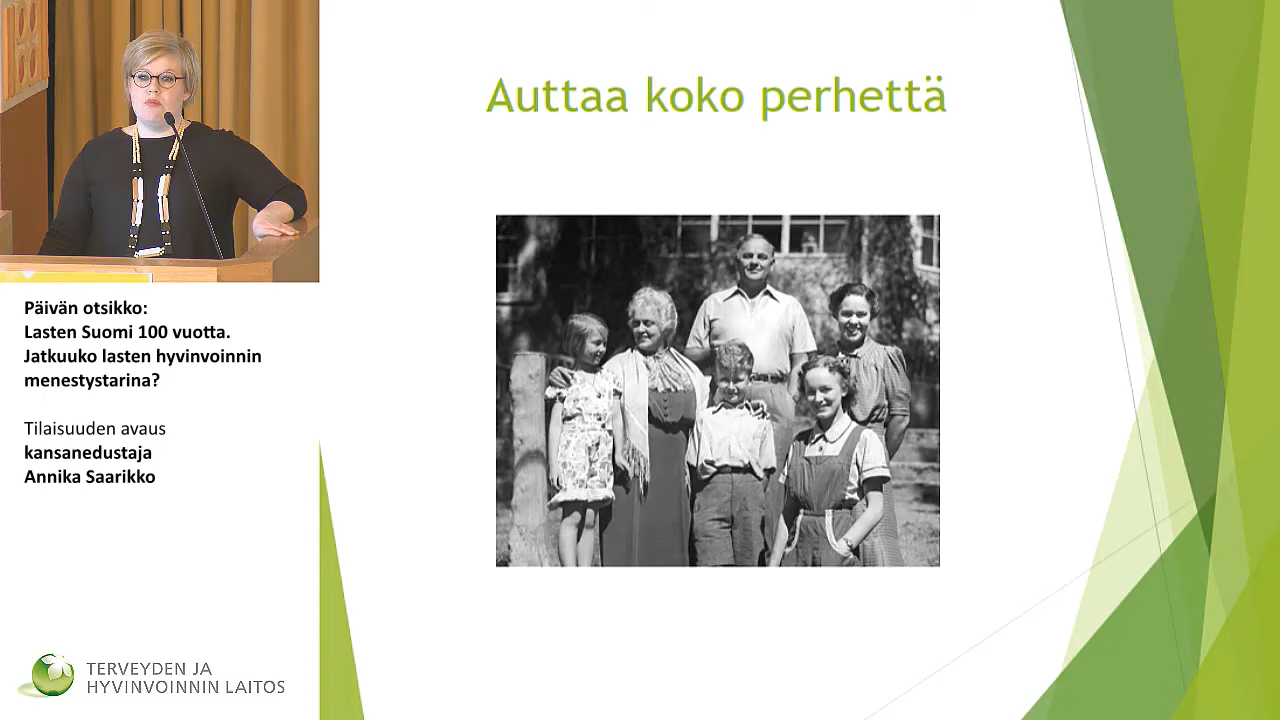 Auttaa koko perhettä
Päivän otsikko:
Lasten Suomi 100 vuotta.
Jatkuuko lasten hyvinvoinnin
menestystarina?
Tilaisuuden avaus
kansanedustaja
Annika Saarikko
TERVEYDEN JA
HYVINVOINNIN LAITOS